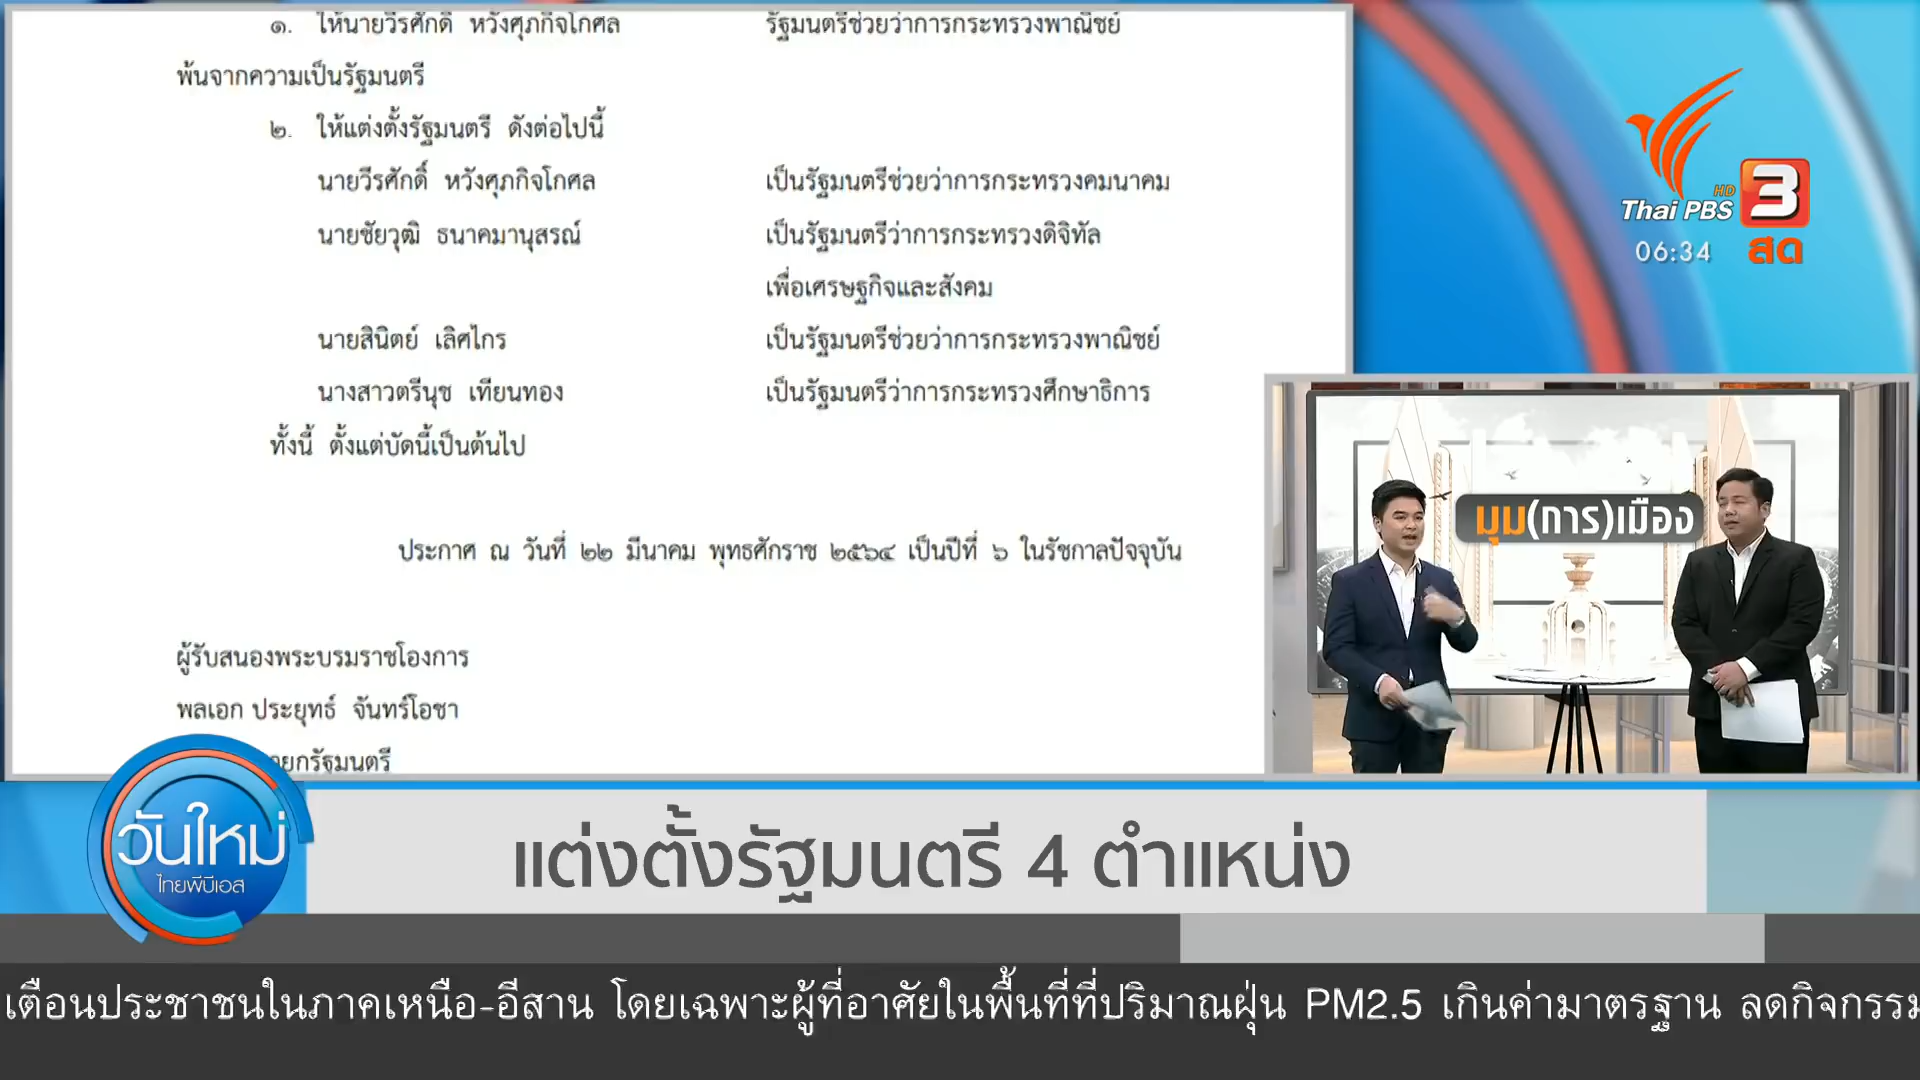 ๑. ให้นายวีรศักดิ์ หวังศุภกิจโกศล รัฐมนตรีช่วยว่าการกระทรวงพาณิชย์
พ้นจากความเป็นรัฐมนตรี
๒. ให้แต่งตั้งรัฐมนตรี ดังต่อไปนี้
นายวีรศักดิ์ หวังศุภกิจโกศล เป็นรัฐมนตรีช่วยว่าการกระทรวงคมนาคม
นายชัยวุฒิ ธนาคมานุสรณ์ เป็นรัฐมนตรีว่าการกระทรวงดิจิทัล
เพื่อเศรษฐกิจและสังคม
นายสินิตย์ เลิศไกร เป็นรัฐมนตรีช่วยว่าการกระทรวงพาณิชย์
นางสาวตรีนุช เทียนทอง เป็นรัฐมนตรีว่าการกระทรวงศึกษาธิการ
ทั้งนี้ ตั้งแต่บัดนี้เป็นต้นไป
ประกาศ ณ วันที่ ๒๒ มีนาคม พุทธศักราช ๒๕๖๔ เป็นปีที่ ๖ ในรัชกาลปัจจุบัน
ผู้รับสนองพระบรมราชโองการ
พลเอก ประยุทธ์ จันทร์โอชา
ายกรัฐมนตรี
HD
Thai PBS 3
06:34 สด
มุม(การ)เมือง
วันใหม่
ไทยพีบีเอส
แต่งตั้งรัฐมนตรี 4 ตำแหน่ง
เตือนประชาชนในภาคเหนือ-อีสาน โดยเฉพาะผู้ที่อาศัยในพื้นที่ที่ปริมาณฝุ่น PM2.5 เกินค่ามาตรฐาน ลดกิจกรรม